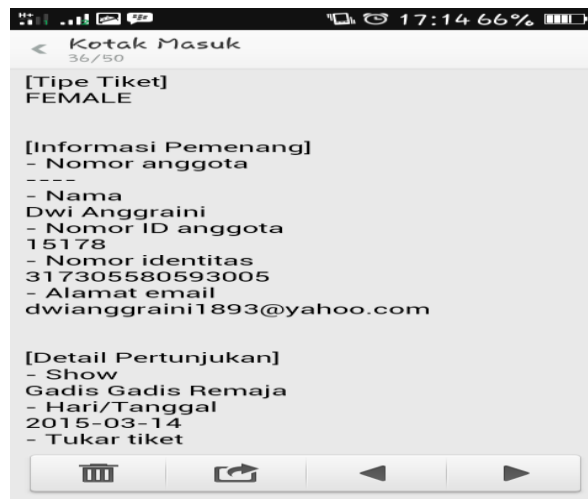 17:14 66%
Kotak Masuk
36/50
[Tipe Tiket]
FEMALE
[Informasi Pemenang]
- Nomor anggota
----
- Nama
Dwi Anggraini
- Nomor ID anggota
15178
- Nomor identitas
317305580593005
- Alamat email
dwianggraini1893@yahoo.com
[Detail Pertunjukan]
- Show
Gadis Gadis Remaja
- Hari/Tanggal
2015-03-14
- Tukar tiket